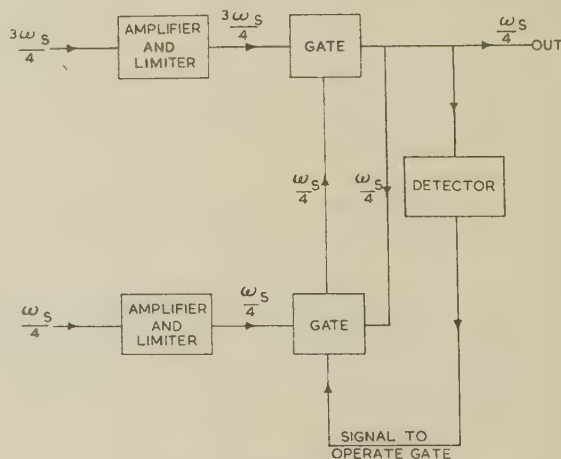 3ωS/4
AMPLIFIER
AND
LIMITER
3ωS/4
GATE
ωS/4
OUT
ωS/4
ωS/4
DETECTOR
ωS/4
AMPLIFIER
AND
LIMITER
ωS/4
GATE
SIGNAL TO
OPERATE GATE